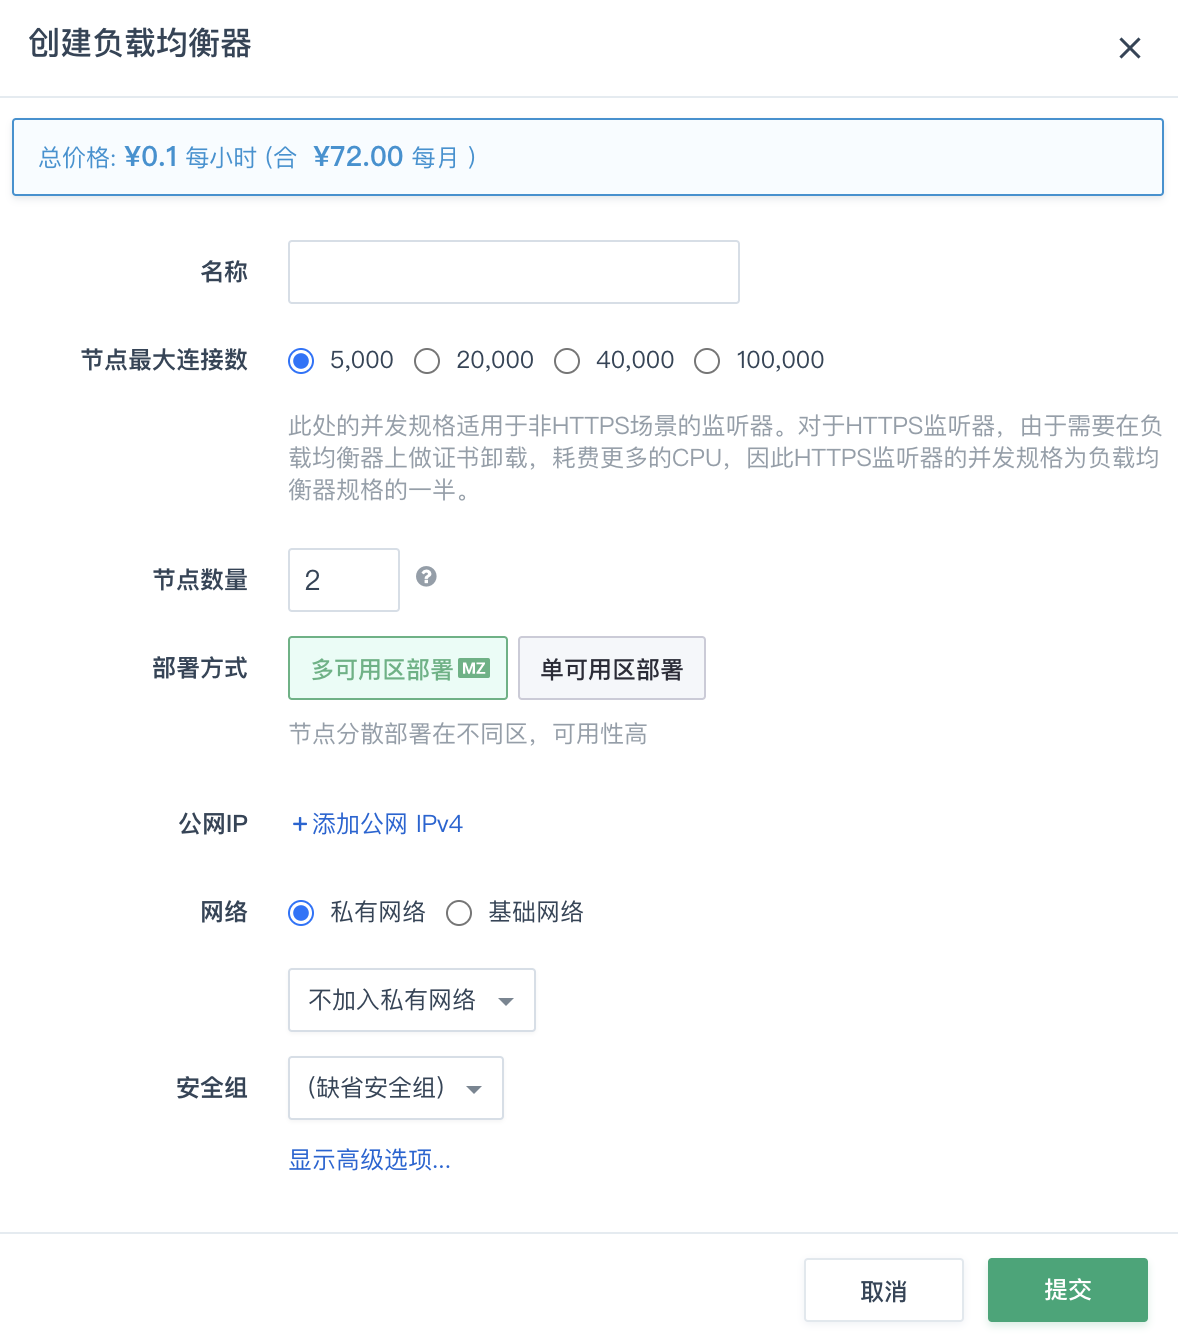 创建负载均衡器
总价格: ¥0.1 每小时 (合 ¥72.00 每月 )
名称
节点最大连接数 5,000 20,000 40,000 100,000
此处的并发规格适用于非HTTPS场景的监听器。对于HTTPS监听器，由于需要在负
载均衡器上做证书卸载，耗费更多的CPU，因此HTTPS监听器的并发规格为负载均
衡器规格的一半。
节点数量 2 ?
部署方式 多可用区部署 MZ 单可用区部署
节点分散部署在不同区，可用性高
公网IP +添加公网 IPv4
网络 私有网络 基础网络
不加入私有网络
安全组 (缺省安全组)
显示高级选项...
取消 提交